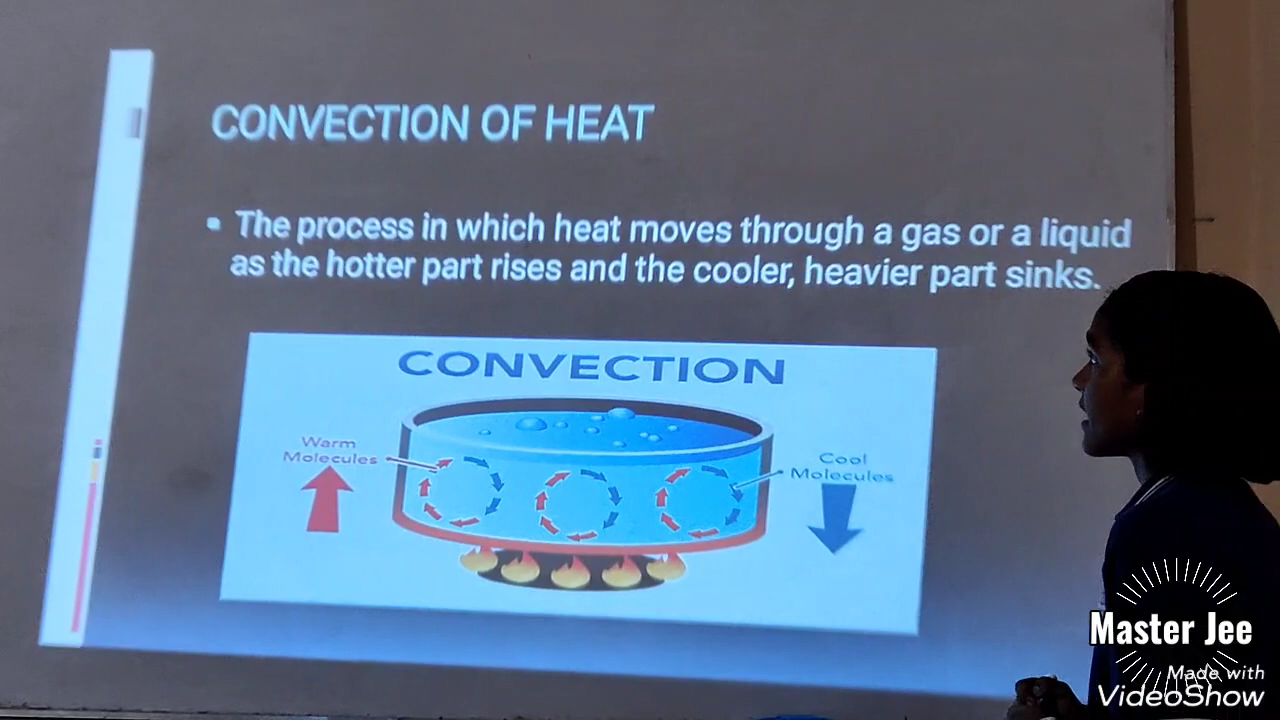 CONVECTION OF HEAT
▪ The process in which heat moves through a gas or a liquid
as the hotter part rises and the cooler, heavier part sinks.
CONVECTION
Warm
Molecules
Cool
Molecules
Master Jee
Made with
VideoShow